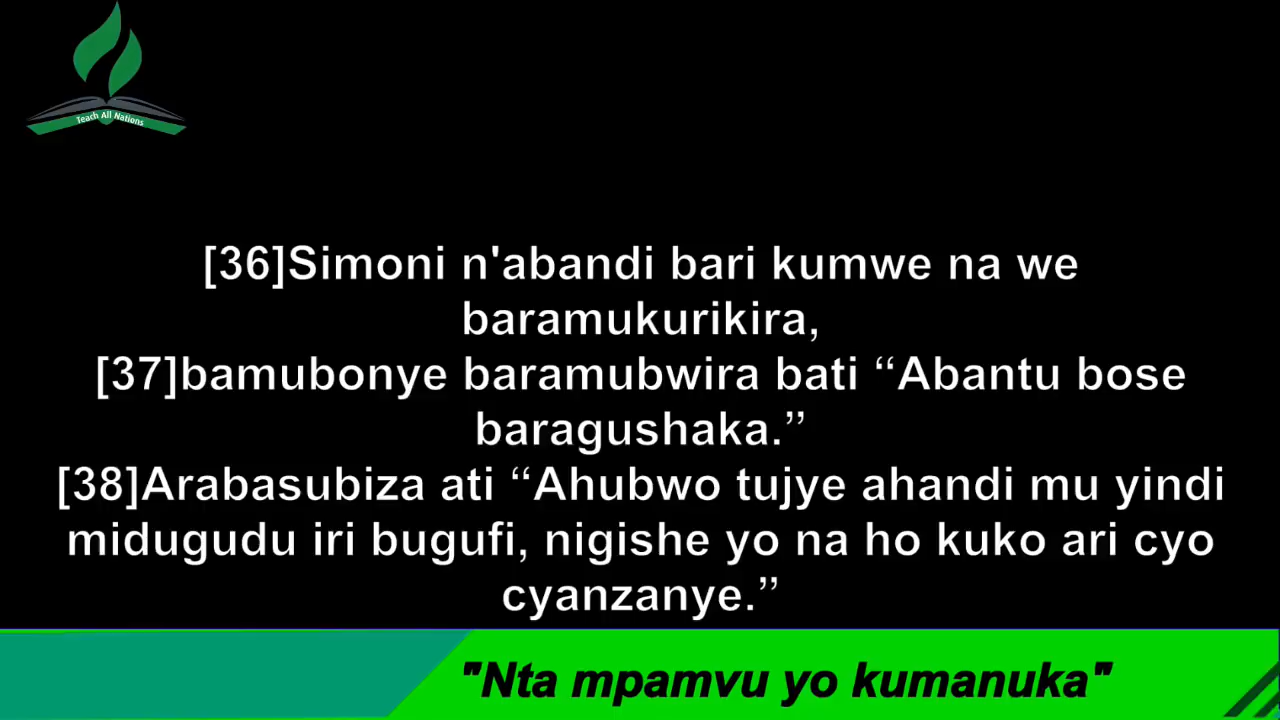 Teach All Nations
[36]Simoni n'abandi bari kumwe na we
baramukurikira,
[37]bamubonye baramubwira bati “Abantu bose
baragushaka.”
[38]Arabasubiza ati “Ahubwo tujye ahandi mu yindi
midugudu iri bugufi, nigishe yo na ho kuko ari cyo
cyanzanye.”
"Nta mpamvu yo kumanuka"